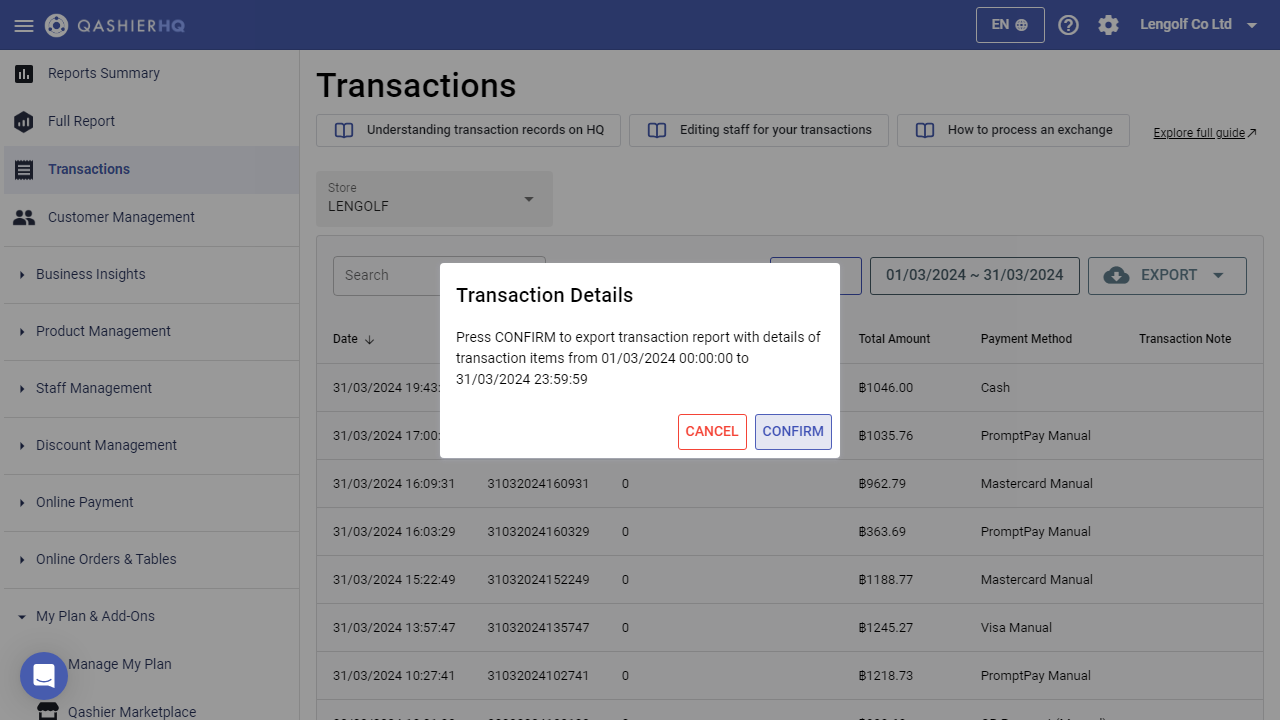 QASHIERHQ
EN
Lengolf Co Ltd
Reports Summary
Full Report
Transactions
Customer Management
Business Insights
Product Management
Staff Management
Discount Management
Online Payment
Online Orders & Tables
My Plan & Add-Ons
Manage My Plan
Qashier Marketplace
Transactions
Understanding transaction records on HQ
Editing staff for your transactions
How to process an exchange
Explore full guide
Store
LENGOLF
Search
01/03/2024 ~ 31/03/2024
EXPORT
Date
Total Amount
Payment Method
Transaction Note
Transaction Details
Press CONFIRM to export transaction report with details of
transaction items from 01/03/2024 00:00:00 to
31/03/2024 23:59:59
CANCEL
CONFIRM
31/03/2024 19:43: ฿1046.00 Cash
31/03/2024 17:00: ฿1035.76 PromptPay Manual
31/03/2024 16:09:31 31032024160931 0 ฿962.79 Mastercard Manual
31/03/2024 16:03:29 31032024160329 0 ฿363.69 PromptPay Manual
31/03/2024 15:22:49 31032024152249 0 ฿1188.77 Mastercard Manual
31/03/2024 13:57:47 31032024135747 0 ฿1245.27 Visa Manual
31/03/2024 10:27:41 31032024102741 0 ฿1218.73 PromptPay Manual